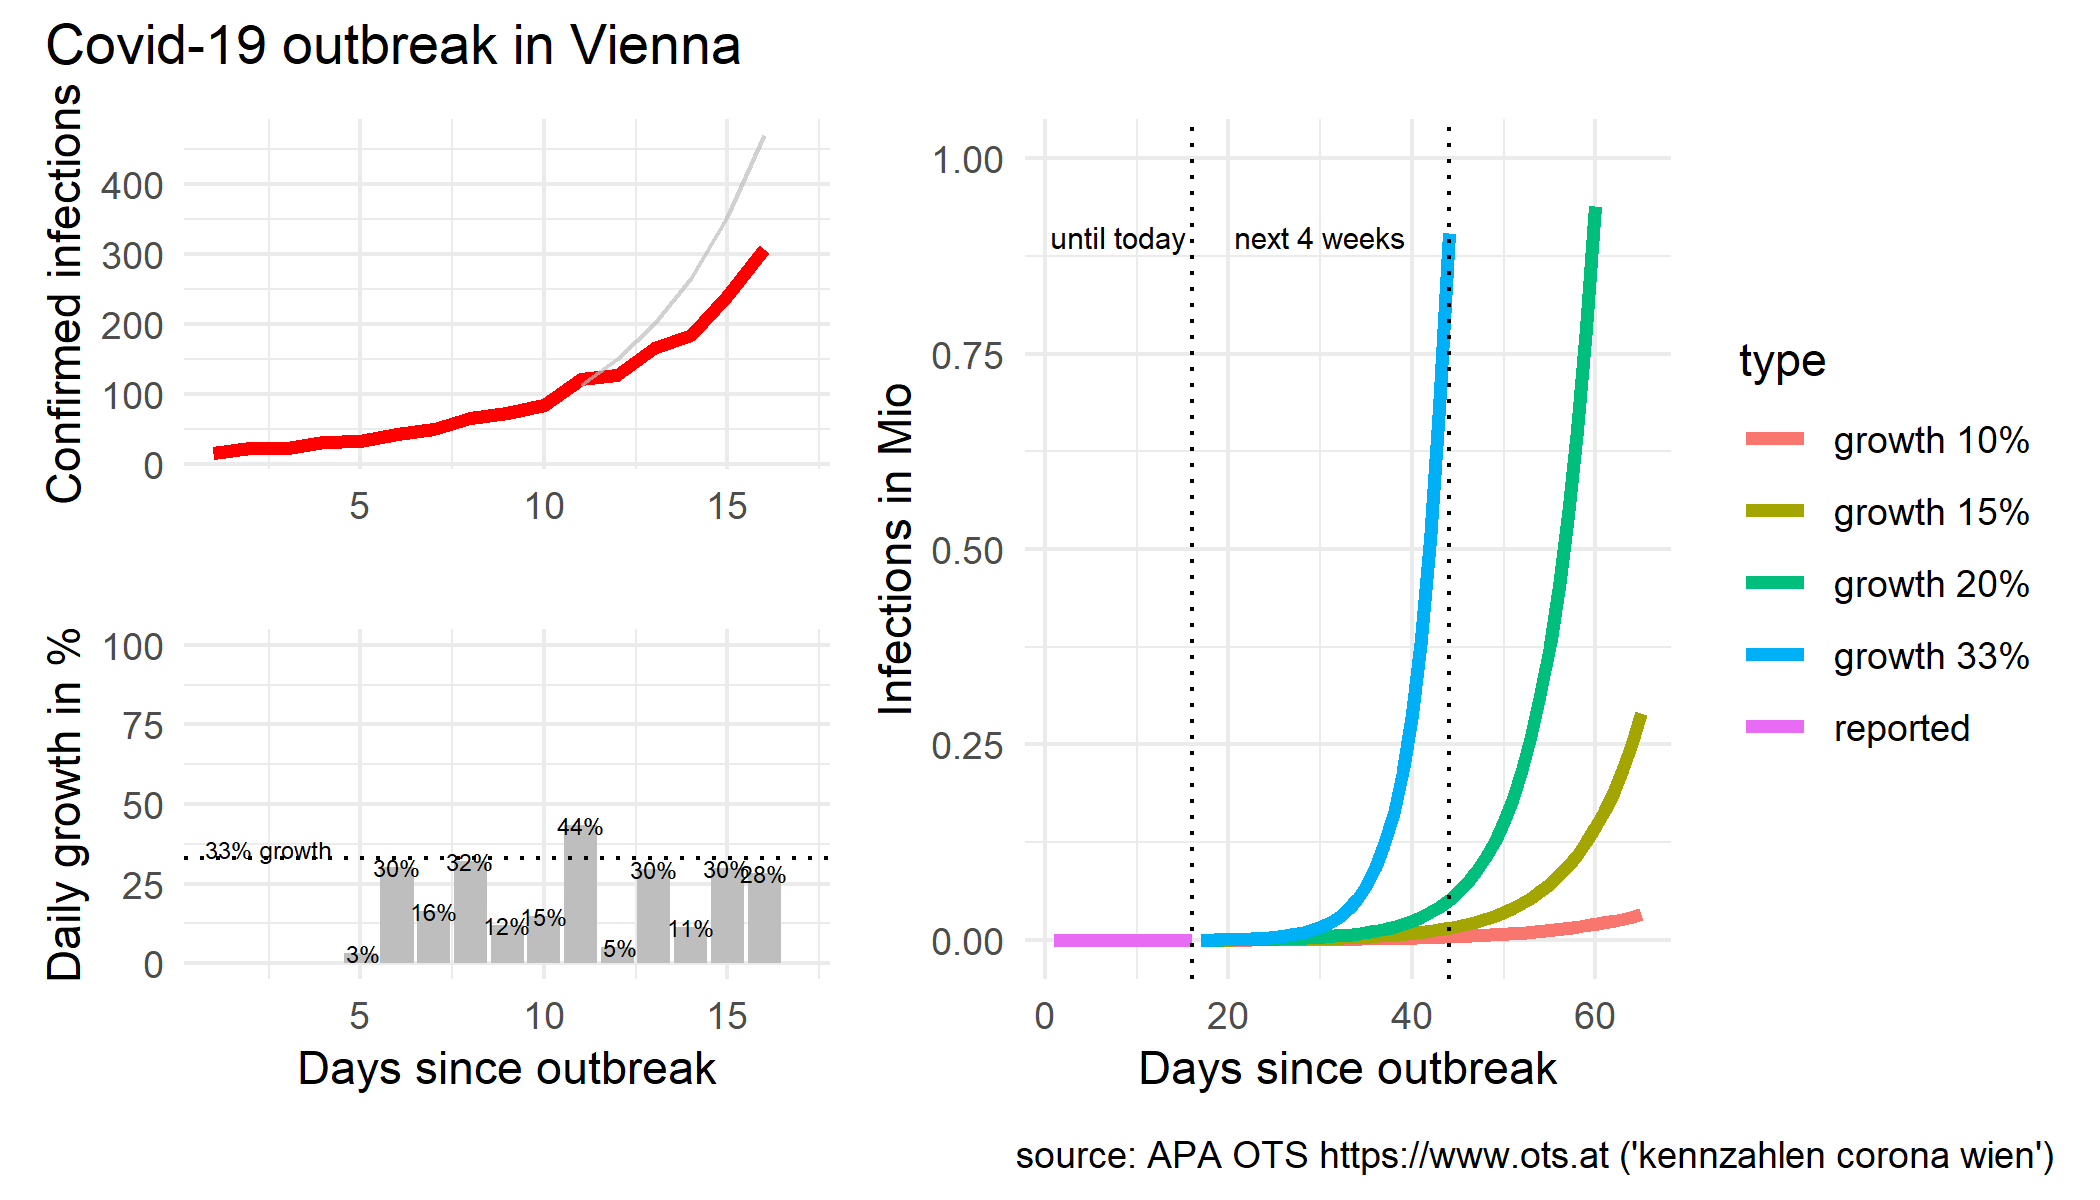 Covid-19 outbreak in Vienna
Confirmed infections
400
300
200
100
0
5 10 15
Daily growth in %
100
75
50
25
0
33% growth
3% 30% 16% 32% 12% 15% 44% 5% 30% 11% 30% 28%
5 10 15
Days since outbreak
Infections in Mio
1.00
0.75
0.50
0.25
0.00
until today next 4 weeks
0 20 40 60
Days since outbreak
type
growth 10%
growth 15%
growth 20%
growth 33%
reported
source: APA OTS https://www.ots.at ('kennzahlen corona wien')